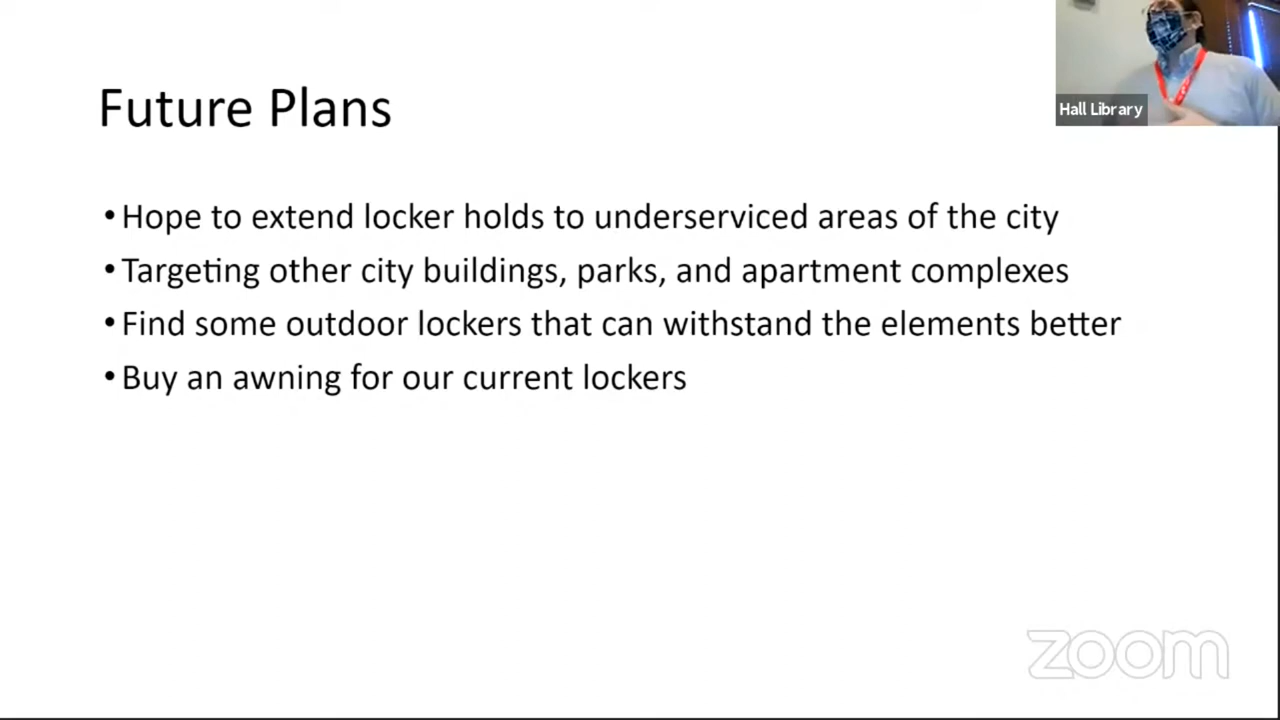 Future Plans
Hall Library
• Hope to extend locker holds to underserviced areas of the city
• Targeting other city buildings, parks, and apartment complexes
• Find some outdoor lockers that can withstand the elements better
• Buy an awning for our current lockers
zoom